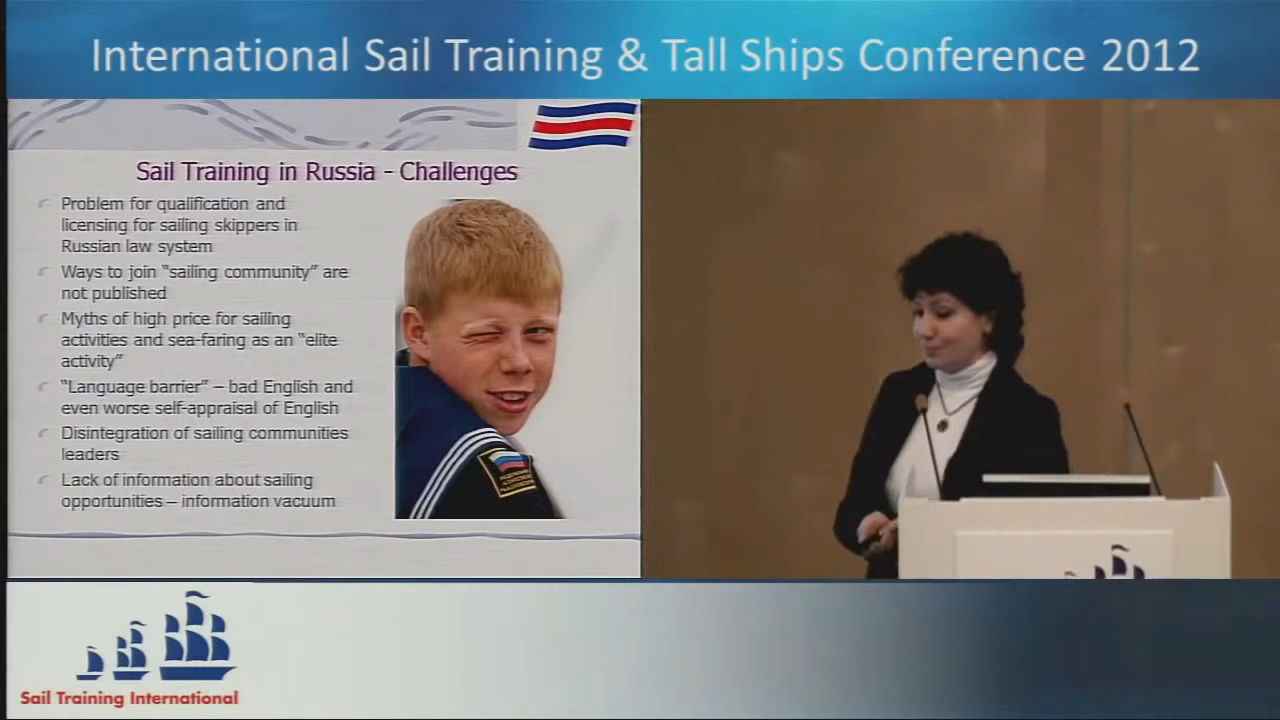 International Sail Training & Tall Ships Conference 2012
Sail Training in Russia - Challenges
Problem for qualification and
licensing for sailing skippers in
Russian law system
Ways to join "sailing community" are
not published
Myths of high price for sailing
activities and sea-faring as an "elite
activity"
"Language barrier" – bad English and
even worse self-appraisal of English
Disintegration of sailing communities
leaders
Lack of information about sailing
opportunities – information vacuum
Sail Training International